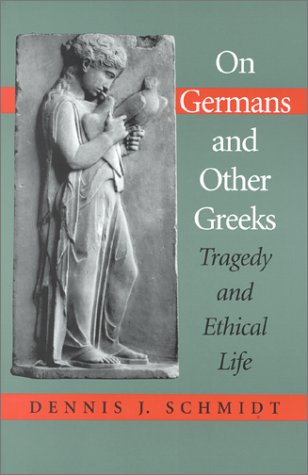 On
Germans
and
Other
Greeks
Tragedy
and
Ethical
Life
DENNIS J. SCHMIDT